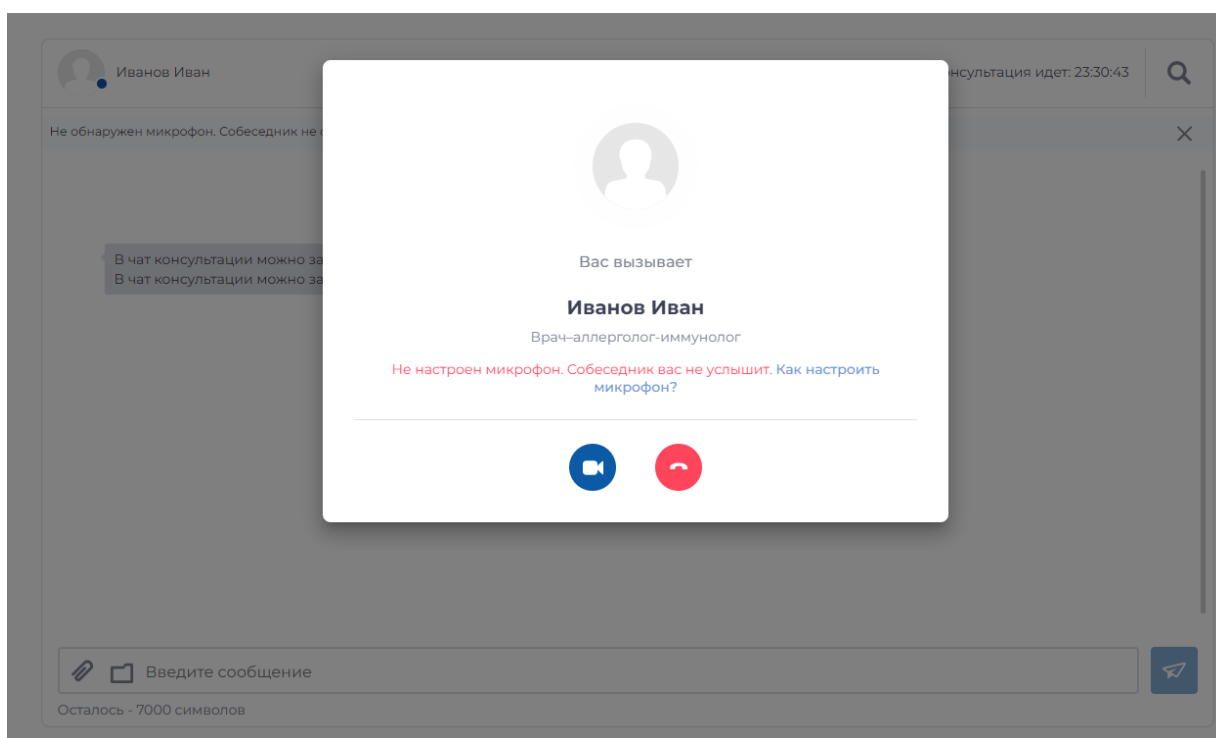 Иванов Иван
нсультация идет: 23:30:43
Не обнаружен микрофон. Собеседник не
В чат консультации можно за
В чат консультации можно за
Вас вызывает
Иванов Иван
Врач–аллерголог-иммунолог
Не настроен микрофон. Собеседник вас не услышит. Как настроить
микрофон?
Введите сообщение
Осталось - 7000 символов